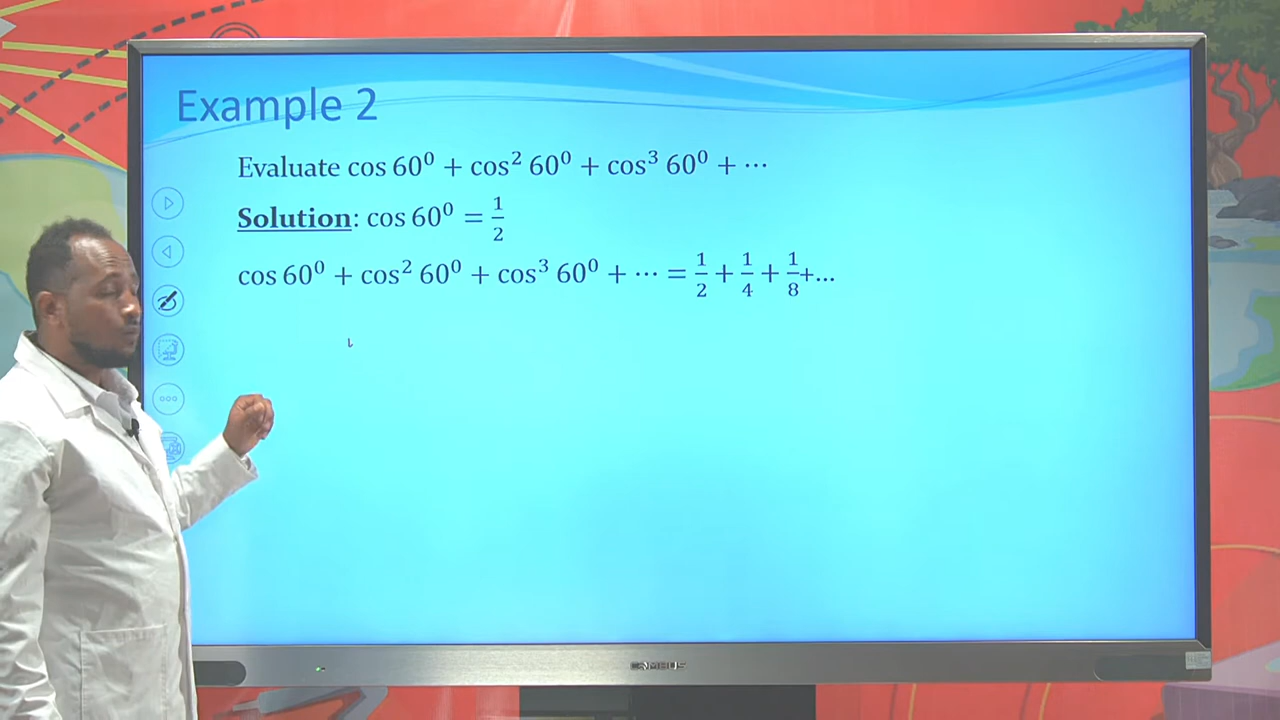 Example 2
Evaluate cos 60⁰ + cos² 60⁰ + cos³ 60⁰ + ⋯
Solution: cos 60⁰ = 1/2
cos 60⁰ + cos² 60⁰ + cos³ 60⁰ + ⋯ = 1/2 + 1/4 + 1/8 +...